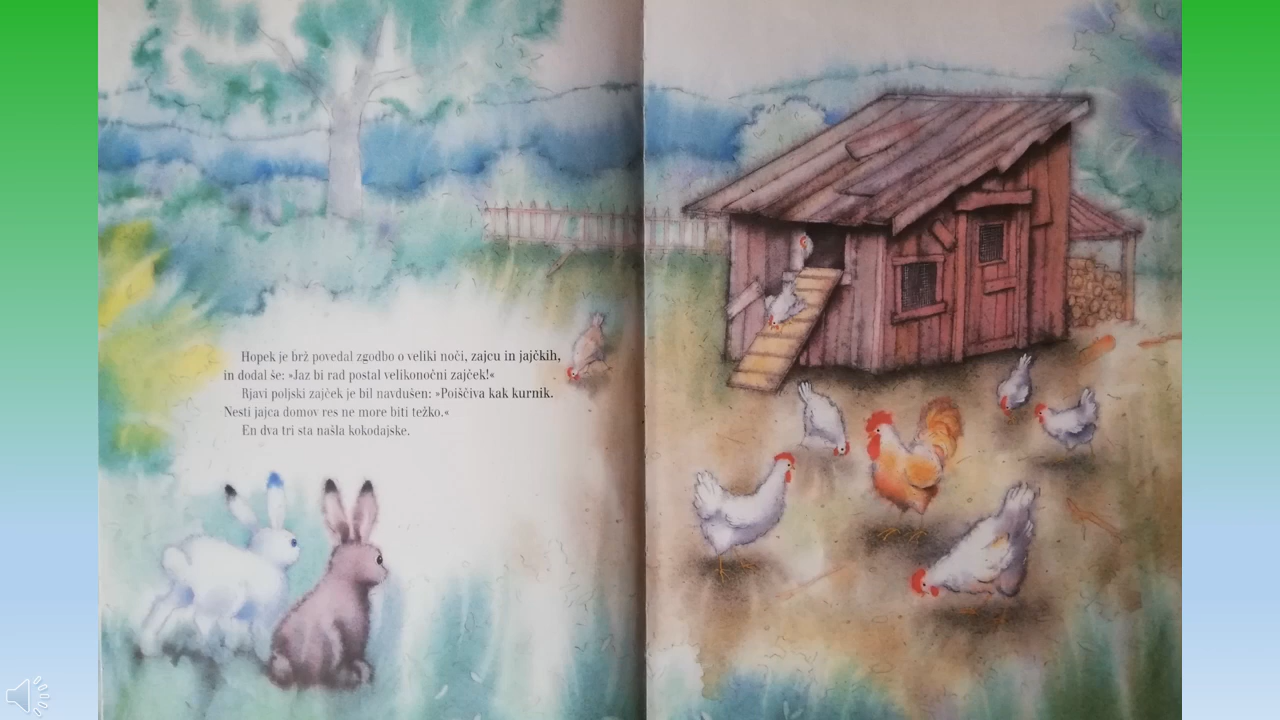 Hopek je brž povedal zgodbo o veliki noči, zajcu in jajčkih,
in dodal še: »Jaz bi rad postal velikonočni zajček!«
Rjavi poljski zajček je bil navdušen: »Poiščiva kak kurnik.
Nesti jajca domov res ne more biti težko.«
En dva tri sta našla kokodajske.